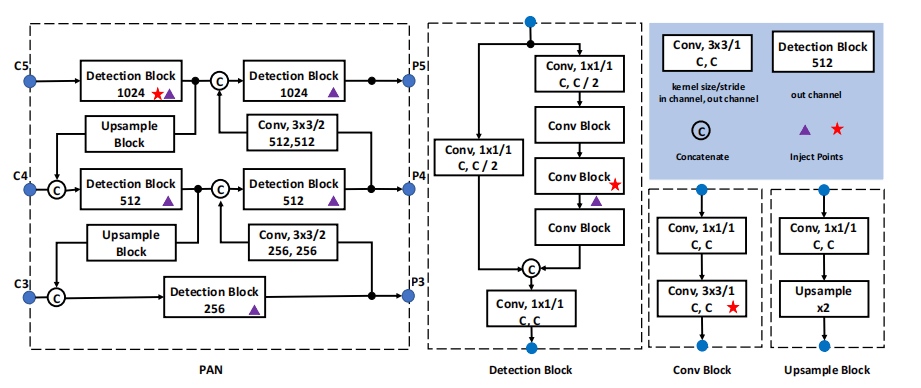 C5
Detection Block
1024
C
Detection Block
1024
P5
Upsample
Block
Conv, 3x3/2
512,512
C4
C
Detection Block
512
C
Detection Block
512
P4
Upsample
Block
Conv, 3x3/2
256, 256
C3
C
Detection Block
256
P3
PAN
Conv, 1x1/1
C, C / 2
Conv Block
Conv, 1x1/1
C, C / 2
Conv Block
Conv Block
C
Conv, 1x1/1
C, C
Detection Block
Conv, 3x3/1
C, C
Detection Block
512
kernel size/stride
in channel, out channel
out channel
C
Concatenate
Inject Points
Conv, 1x1/1
C, C
Conv, 3x3/1
C, C
Conv Block
Conv, 1x1/1
C, C
Upsample
x2
Upsample Block